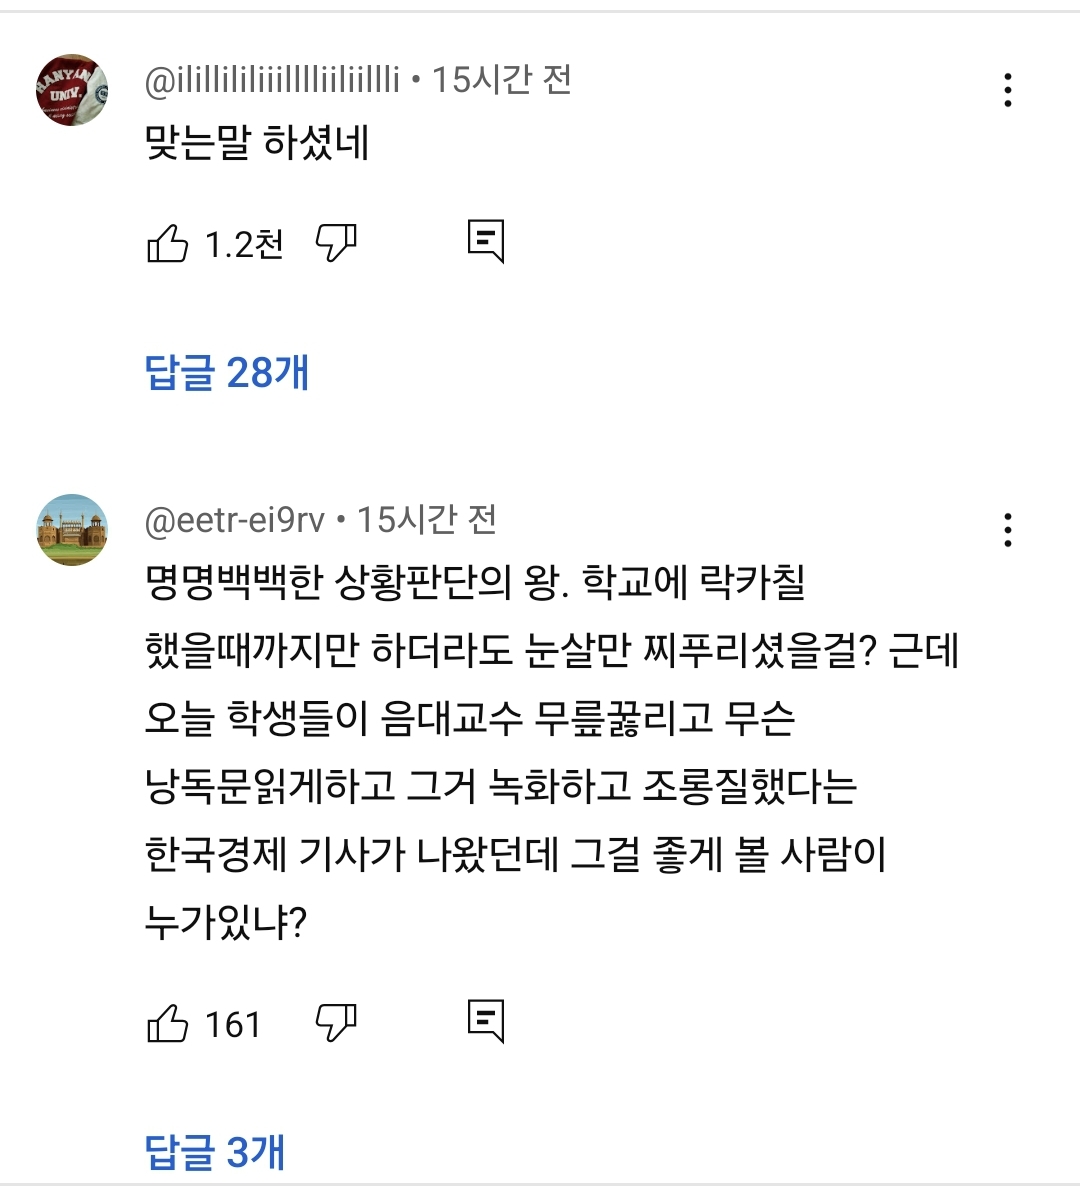 HANYAN
UNIV.
@ilillililiiilllliiliillli • 15시간 전
맞는말 하셨네
1.2천
답글 28개
@eetr-ei9rv • 15시간 전
명명백백한 상황판단의 왕. 학교에 락카칠
했을때까지만 하더라도 눈살만 찌푸리셨을걸? 근데
오늘 학생들이 음대교수 무릎꿇리고 무슨
낭독문읽게하고 그거 녹화하고 조롱질했다는
한국경제 기사가 나왔던데 그걸 좋게 볼 사람이
누가있냐?
161
답글 3개